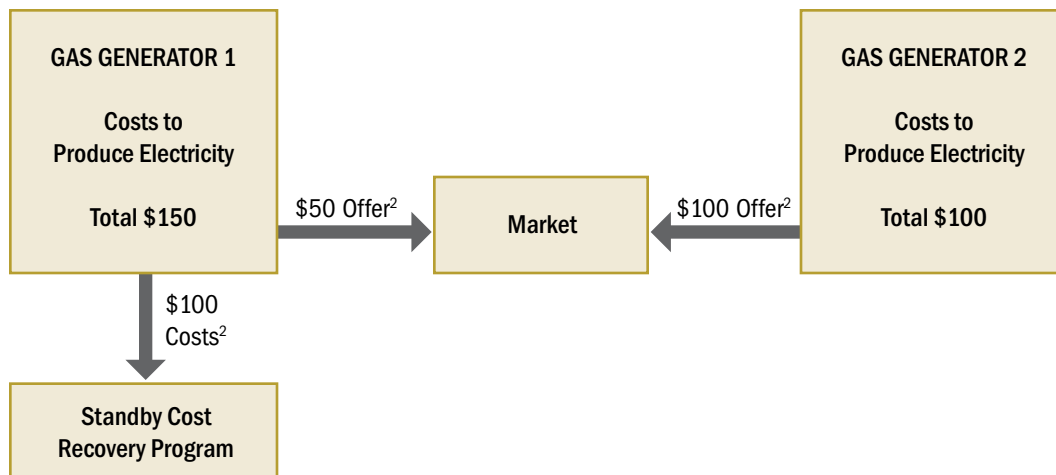 GAS GENERATOR 1
Costs to
Produce Electricity
Total $150
$50 Offer²
Market
$100 Offer²
GAS GENERATOR 2
Costs to
Produce Electricity
Total $100
$100
Costs²
Standby Cost
Recovery Program